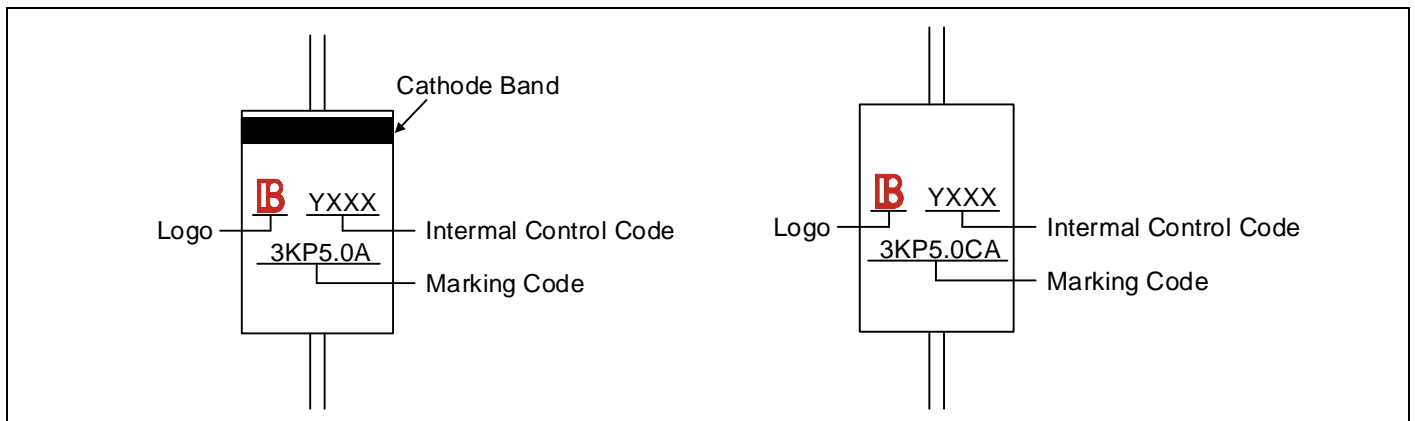 Cathode Band
B YXXX
Logo Intermal Control Code
3KP5.0A
Marking Code
B YXXX
Logo Intermal Control Code
3KP5.0CA
Marking Code